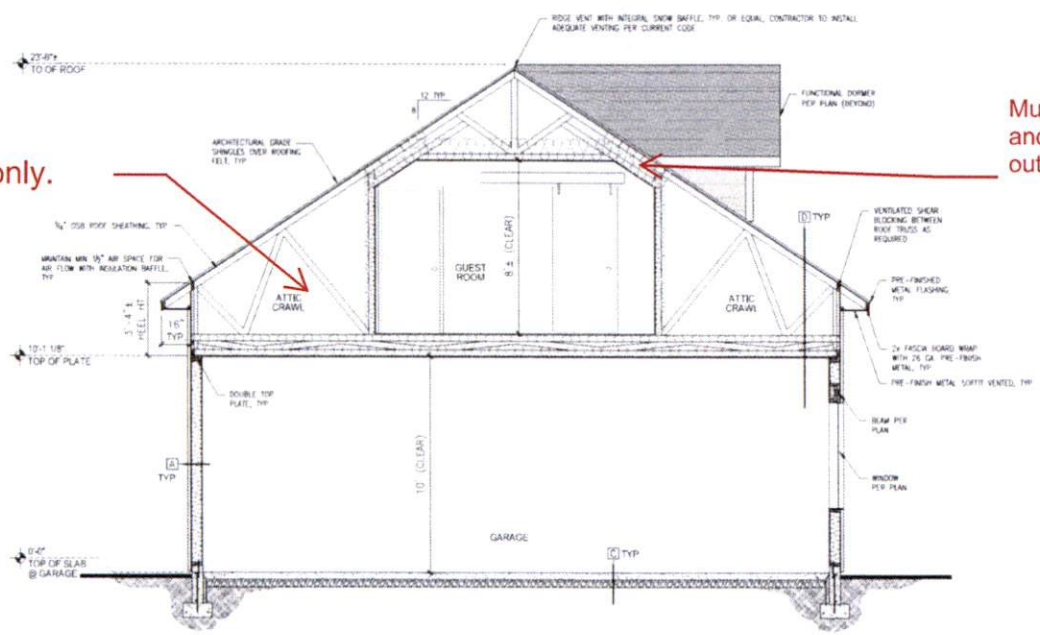 RIDGE VENT WITH INTEGRAL SNOW BAFFLE, TYP. OR EQUAL, CONTRACTOR TO INSTALL
ADEQUATE VENTING PER CURRENT CODE
TO OF ROOF
12 TYP
8
FUNCTIONAL DORMER
PER PLAN (BEYOND)
Mu
and
out
only.
ARCHITECTURAL GRADE
SHINGLES OVER ROOFING
FELT, TYP
OSB ROOF SHEATHING, TYP
MAINTAIN MIN 1½" AIR SPACE FOR
AIR FLOW WITH INSULATION BAFFLE,
TYP
D TYP
VENTILATED SHEAR
BLOCKING BETWEEN
ROOF TRUSS AS
REQUIRED
GUEST
ROOM
8'± (CLEAR)
ATTIC
CRAWL
ATTIC
CRAWL
PRE-FINISHED
METAL FLASHING
TYP
HEEL HT
16"
TYP
10'-1 1/8"
TOP OF PLATE
2x FASCIA BOARD WRAP
WITH 26 GA. PRE-FINISH
METAL, TYP
PRE-FINISH METAL SOFFIT VENTED, TYP
DOUBLE TOP
PLATE, TYP
BEAM PER
PLAN
A
TYP
10' (CLEAR)
WINDOW
PER PLAN
GARAGE
C TYP
0'-0"
TOP OF SLAB
@ GARAGE